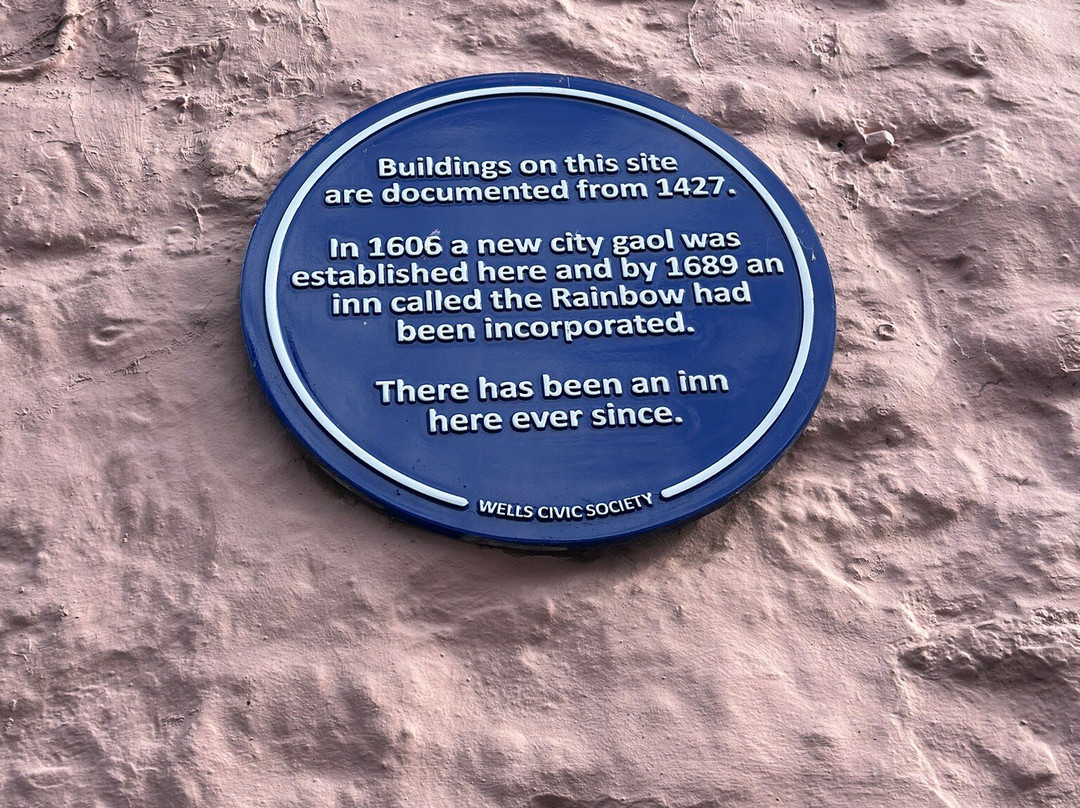 Buildings on this site
are documented from 1427.
In 1606 a new city gaol was
established here and by 1689 an
inn called the Rainbow had
been incorporated.
There has been an inn
here ever since.
WELLS CIVIC SOCIETY